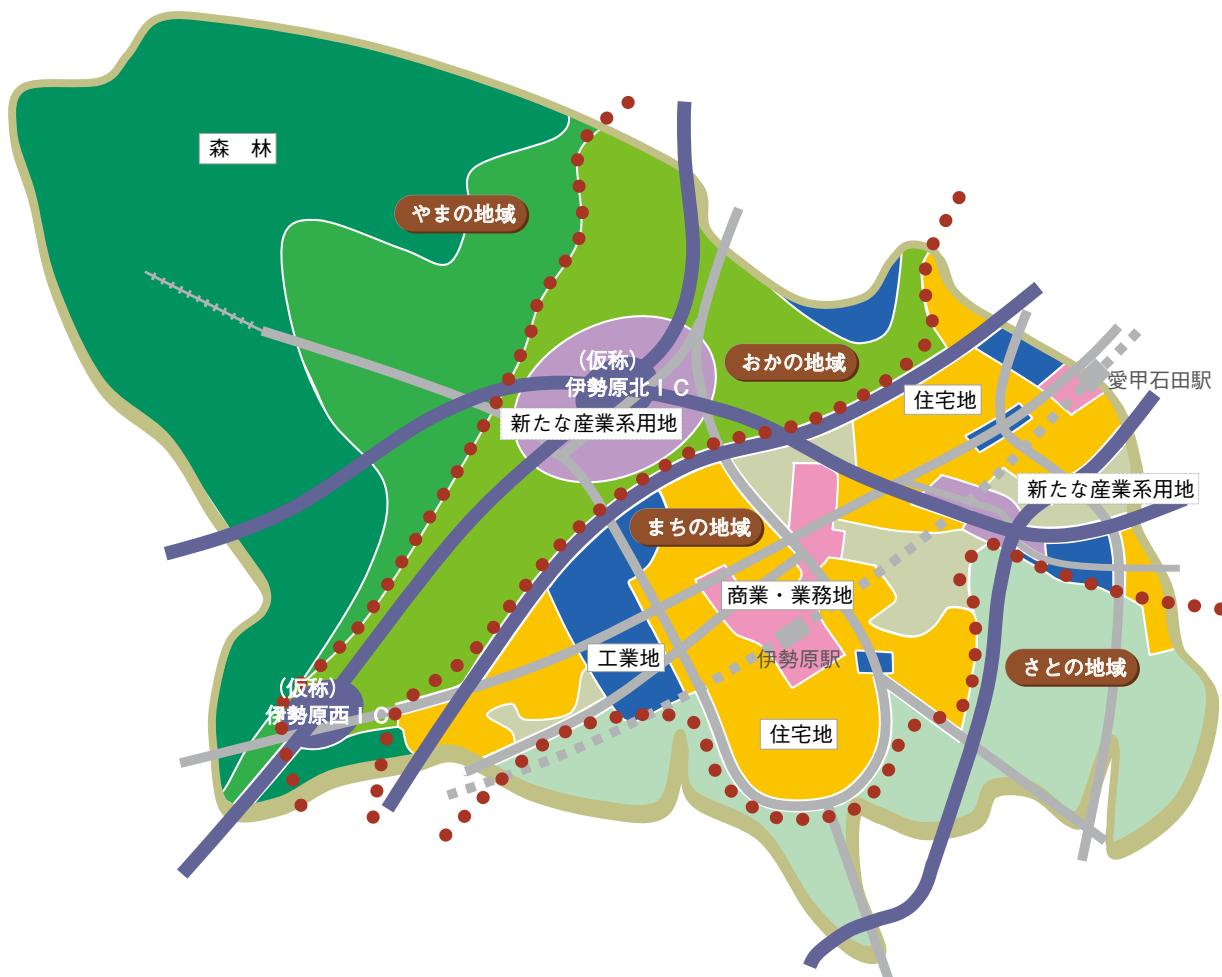 森　林
やまの地域
（仮称）
伊勢原北ＩＣ
おかの地域
愛甲石田駅
住宅地
新たな産業系用地
新たな産業系用地
まちの地域
商業・業務地
工業地
伊勢原駅
さとの地域
（仮称）
伊勢原西ＩＣ
住宅地